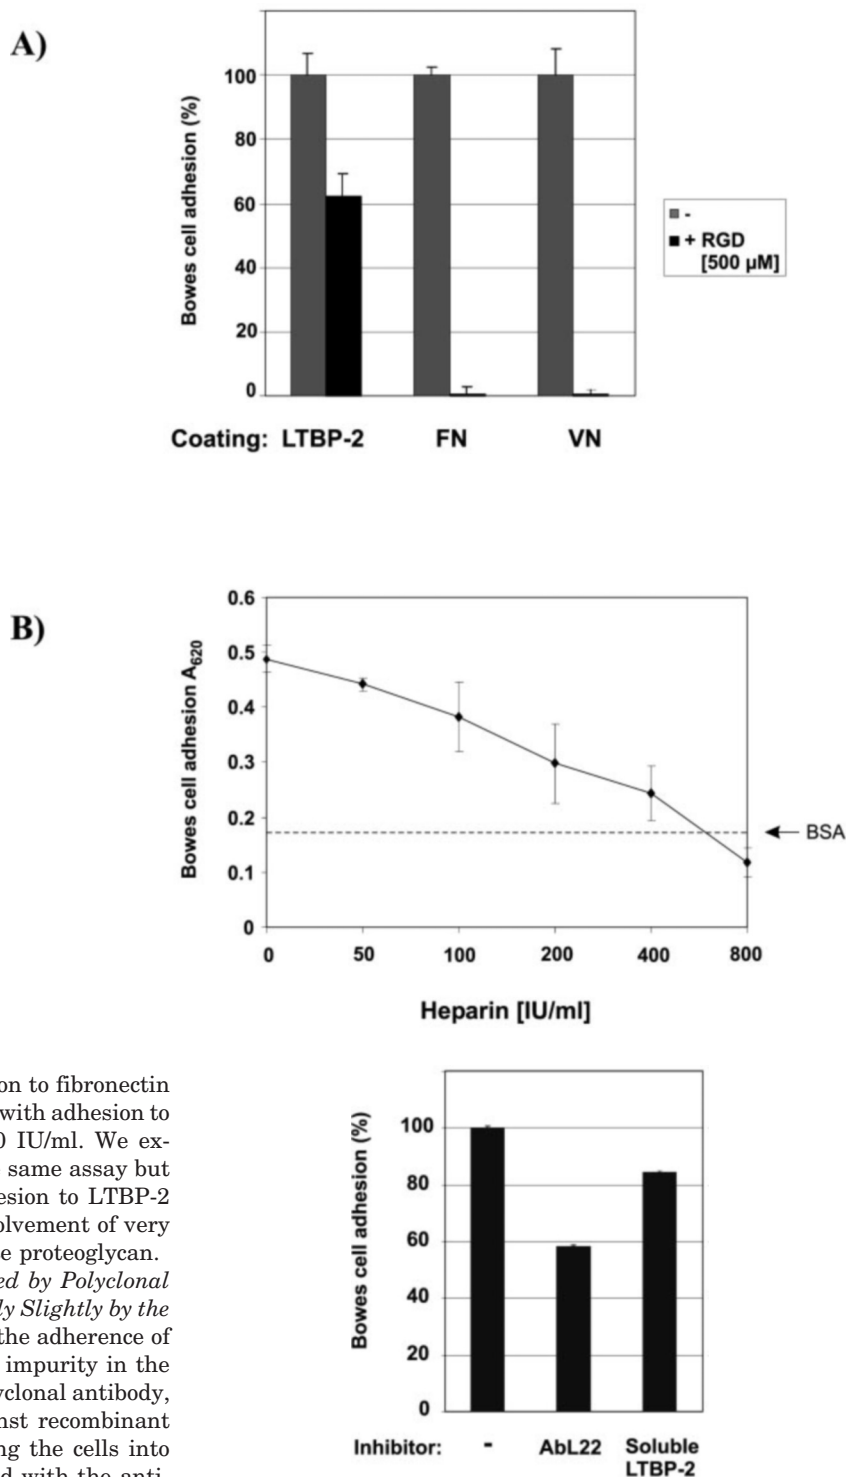 A)
Bowes cell adhesion (%)
100
80
60
40
20
0
-
+ RGD
[500 μM]
Coating: LTBP-2 FN VN
B)
Bowes cell adhesion A620
0.6
0.5
0.4
0.3
0.2
0.1
0
BSA
0 50 100 200 400 800
Heparin [IU/ml]
on to fibronectin
with adhesion to
0 IU/ml. We ex-
same assay but
esion to LTBP-2
olvement of very
e proteoglycan.
ed by Polyclonal
ly Slightly by the
the adherence of
impurity in the
yclonal antibody,
nst recombinant
ng the cells into
d with the anti-
Bowes cell adhesion (%)
100
80
60
40
20
0
Inhibitor: - AbL22 Soluble
LTBP-2